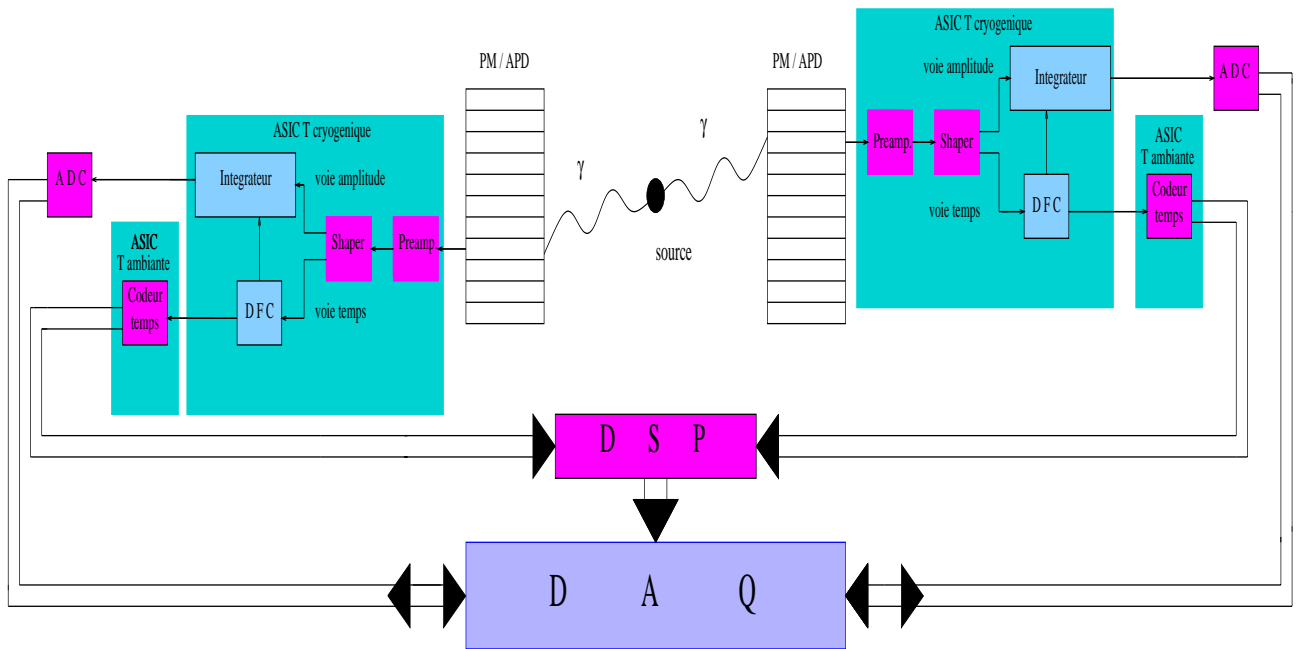 ASIC T cryogenique
PM / APD
PM / APD
voie amplitude
Integrateur
A D C
γ
γ
ASIC T cryogenique
Preamp.
Shaper
ASIC
T ambiante
A D C
Integrateur
voie amplitude
Codeur
temps
voie temps
D F C
ASIC
T ambiante
Shaper
Preamp.
source
Codeur
temps
D F C
voie temps
D S P
D A Q